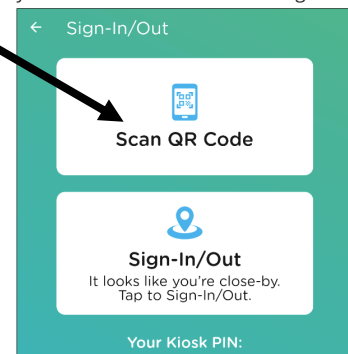 Sign-In/Out
Scan QR Code
Sign-In/Out
It looks like you're close-by.
Tap to Sign-In/Out.
Your Kiosk PIN: